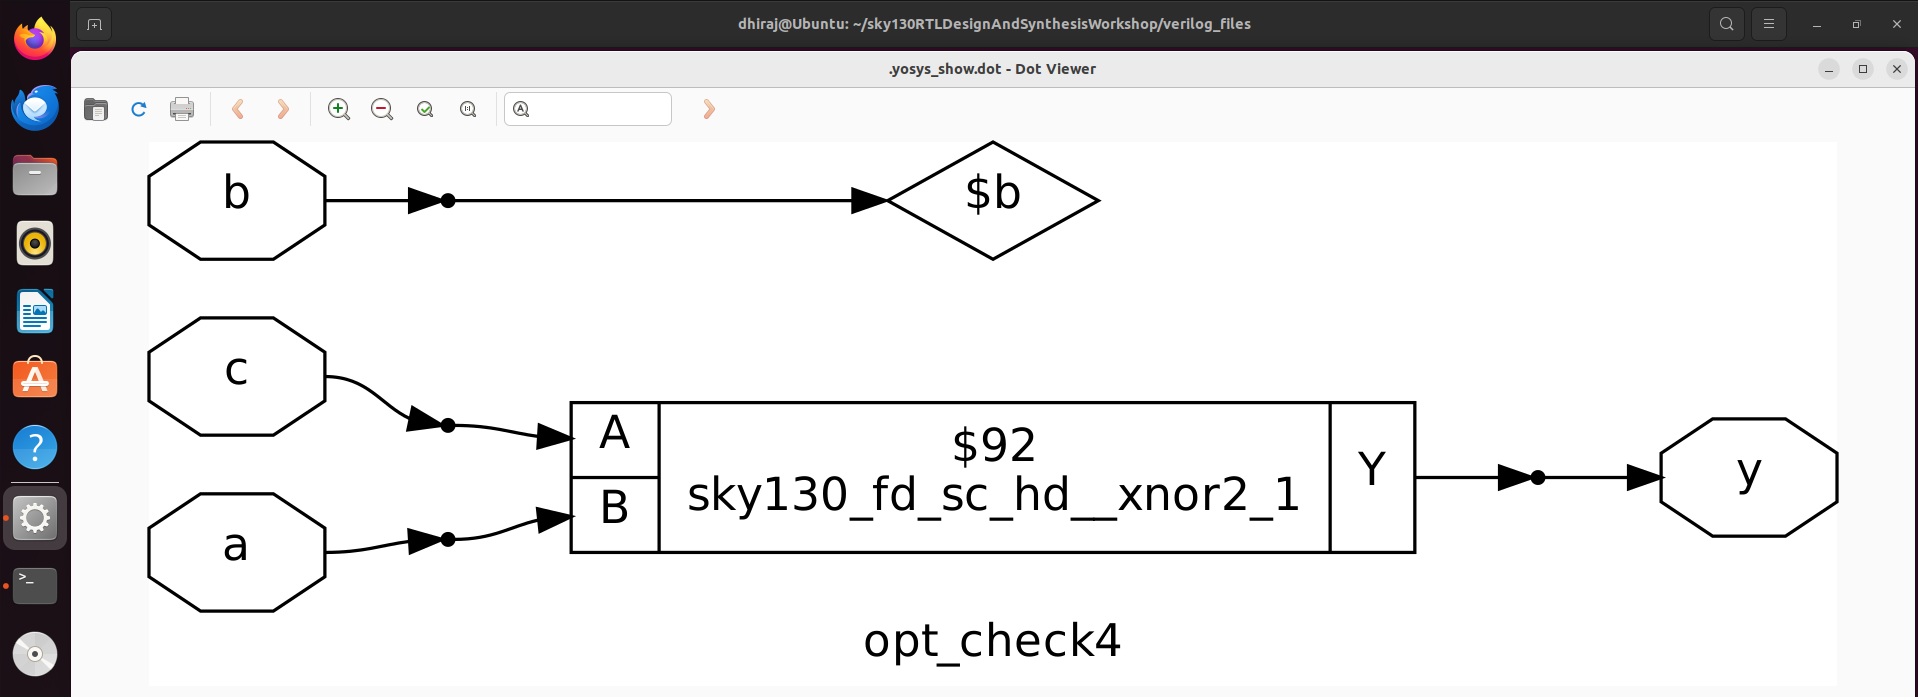 dhiraj@Ubuntu: ~/sky130RTLDesignAndSynthesisWorkshop/verilog_files
.yosys_show.dot - Dot Viewer
b
$b
c
A
$92
Y
y
sky130_fd_sc_hd__xnor2_1
B
a
opt_check4